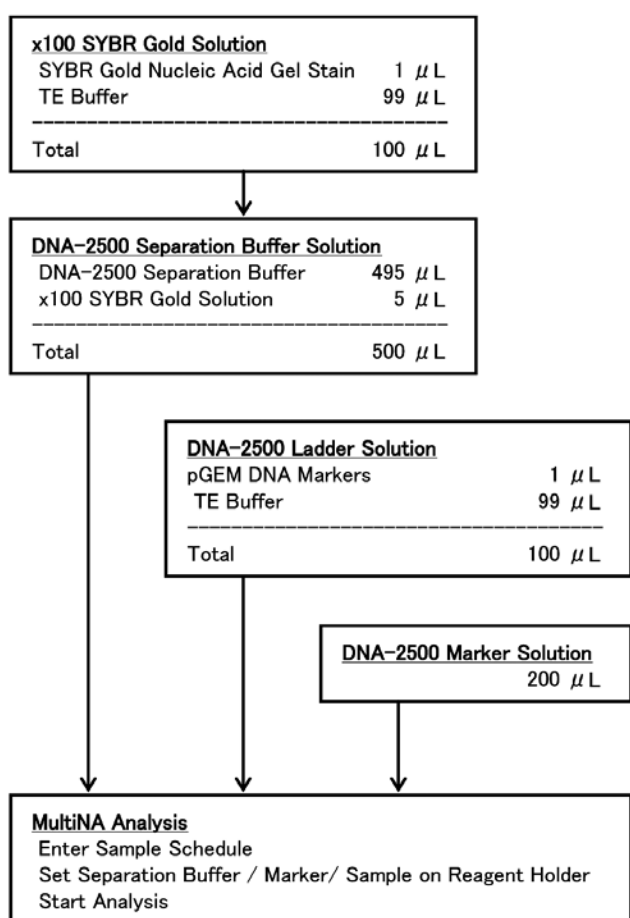 x100 SYBR Gold Solution
SYBR Gold Nucleic Acid Gel Stain 1 μL
TE Buffer 99 μL
----------------------------------------
Total 100 μL
DNA-2500 Separation Buffer Solution
DNA-2500 Separation Buffer 495 μL
x100 SYBR Gold Solution 5 μL
----------------------------------------
Total 500 μL
DNA-2500 Ladder Solution
pGEM DNA Markers 1 μL
TE Buffer 99 μL
----------------------------------------
Total 100 μL
DNA-2500 Marker Solution
200 μL
MultiNA Analysis
Enter Sample Schedule
Set Separation Buffer / Marker/ Sample on Reagent Holder
Start Analysis